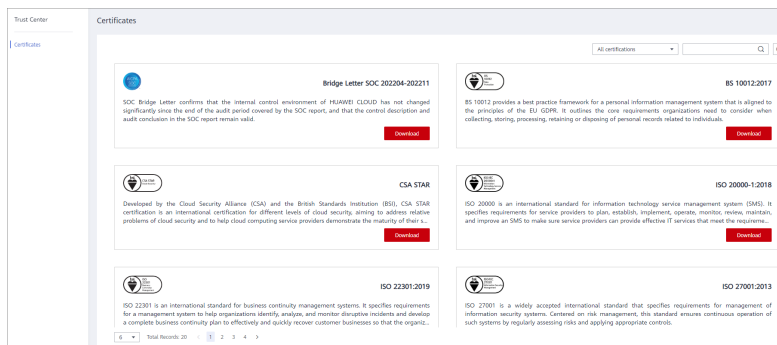 Trust Center
Certificates
Certificates
All certifications
Bridge Letter SOC 202204-202211
SOC Bridge Letter confirms that the internal control environment of HUAWEI CLOUD has not changed
significantly since the end of the audit period covered by the SOC report, and that the control description and
audit conclusion in the SOC report remain valid.
Download
BS 10012:2017
BS 10012 provides a best practice framework for a personal information management system that is aligned to
the principles of the EU GDPR. It outlines the core requirements organizations need to consider when
collecting, storing, processing, retaining or disposing of personal records related to individuals.
Download
CSA STAR
Developed by the Cloud Security Alliance (CSA) and the British Standards Institution (BSI), CSA STAR
certification is an international certification for different levels of cloud security, aiming to address relative
problems of cloud security and to help cloud computing service providers demonstrate the maturity of their s...
Download
ISO 20000-1:2018
ISO 20000 is an international standard for information technology service management system (SMS). It
specifies requirements for service providers to plan, establish, implement, operate, monitor, review, maintain,
and improve an SMS to make sure service providers can provide effective IT services that meet the requireme...
Download
ISO 22301:2019
ISO 22301 is an international standard for business continuity management systems. It specifies requirements
for a management system to help organizations identify, analyze, and monitor disruptive incidents and develop
a complete business continuity plan to effectively and quickly recover customer businesses so that the organiz...
ISO 27001:2013
ISO 27001 is a widely accepted international standard that specifies requirements for management of
information security systems. Centered on risk management, this standard ensures continuous operation of
such systems by regularly assessing risks and applying appropriate controls.
6 Total Records: 20 < 1 2 3 4 >